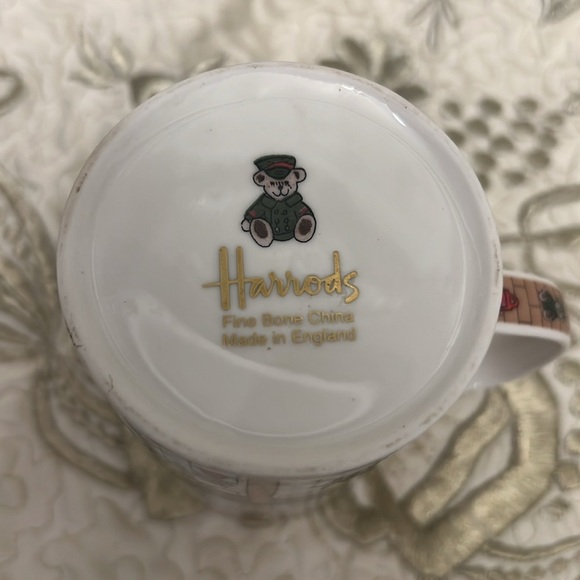 Harrods
Fine Bone China
Made in England